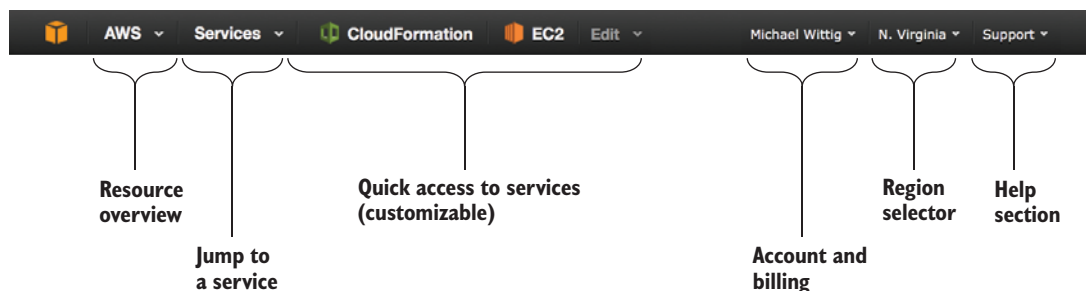 AWS Services CloudFormation EC2 Edit Michael Wittig N. Virginia Support
Resource
overview
Jump to
a service
Quick access to services
(customizable)
Account and
billing
Region
selector
Help
section